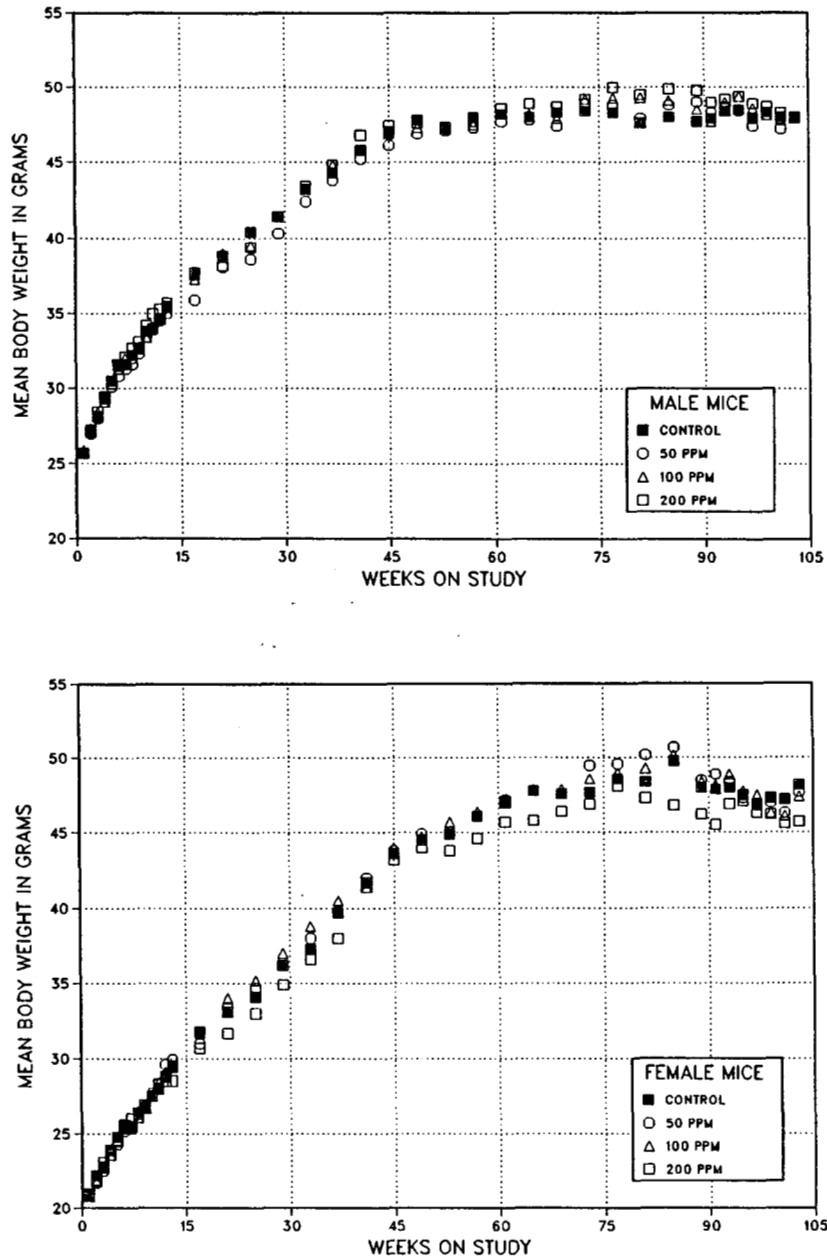 55
50
45
40
35
30
25
20
MEAN BODY WEIGHT IN GRAMS
MALE MICE
CONTROL
50 PPM
100 PPM
200 PPM
0 15 30 45 60 75 90 105
WEEKS ON STUDY
55
50
45
40
35
30
25
20
MEAN BODY WEIGHT IN GRAMS
FEMALE MICE
CONTROL
50 PPM
100 PPM
200 PPM
0 15 30 45 60 75 90 105
WEEKS ON STUDY